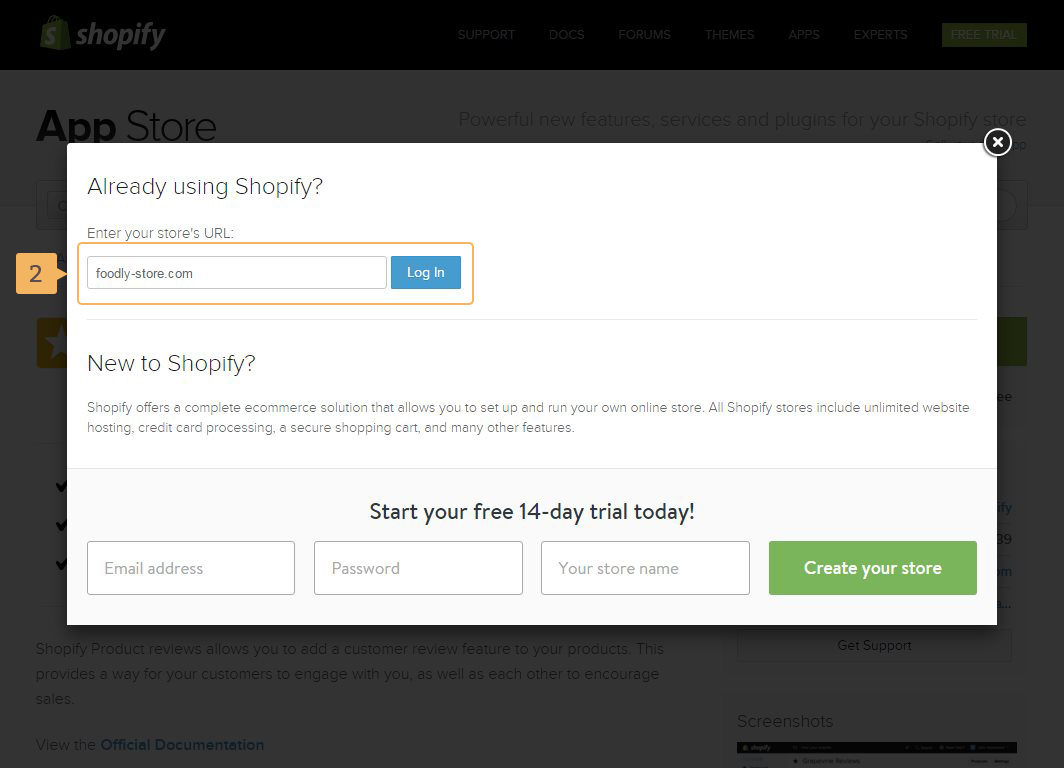 shopify
SUPPORT DOCS FORUMS THEMES APPS EXPERTS FREE TRIAL
App Store
Powerful new features, services and plugins for your Shopify store
Already using Shopify?
Enter your store's URL:
2
foodly-store.com Log In
New to Shopify?
Shopify offers a complete ecommerce solution that allows you to set up and run your own online store. All Shopify stores include unlimited website
hosting, credit card processing, a secure shopping cart, and many other features.
Start your free 14-day trial today!
Email address Password Your store name Create your store
Get Support
Shopify Product reviews allows you to add a customer review feature to your products. This
provides a way for your customers to engage with you, as well as each other to encourage
sales.
View the Official Documentation
Screenshots
shopify
Grapevine Reviews